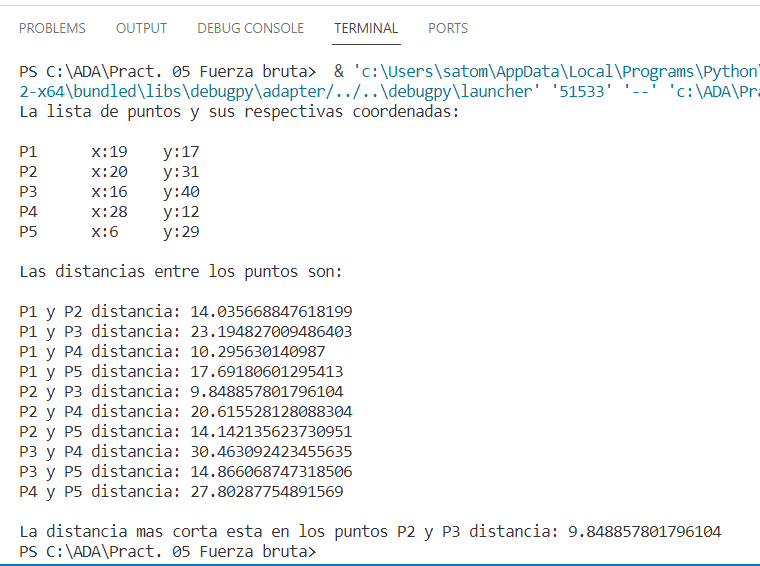 PROBLEMS OUTPUT DEBUG CONSOLE TERMINAL PORTS
PS C:\ADA\Pract. 05 Fuerza bruta>  & 'c:\Users\satom\AppData\Local\Programs\Python\
2-x64\bundled\libs\debugpy\adapter/../..\debugpy\launcher' '51533' '--' 'c:\ADA\Pra
La lista de puntos y sus respectivas coordenadas:
P1 x:19 y:17
P2 x:20 y:31
P3 x:16 y:40
P4 x:28 y:12
P5 x:6 y:29
Las distancias entre los puntos son:
P1 y P2 distancia: 14.035668847618199
P1 y P3 distancia: 23.194827009486403
P1 y P4 distancia: 10.295630140987
P1 y P5 distancia: 17.69180601295413
P2 y P3 distancia: 9.848857801796104
P2 y P4 distancia: 20.615528128088304
P2 y P5 distancia: 14.142135623730951
P3 y P4 distancia: 30.463092423455635
P3 y P5 distancia: 14.866068747318506
P4 y P5 distancia: 27.80287754891569
La distancia mas corta esta en los puntos P2 y P3 distancia: 9.848857801796104
PS C:\ADA\Pract. 05 Fuerza bruta>